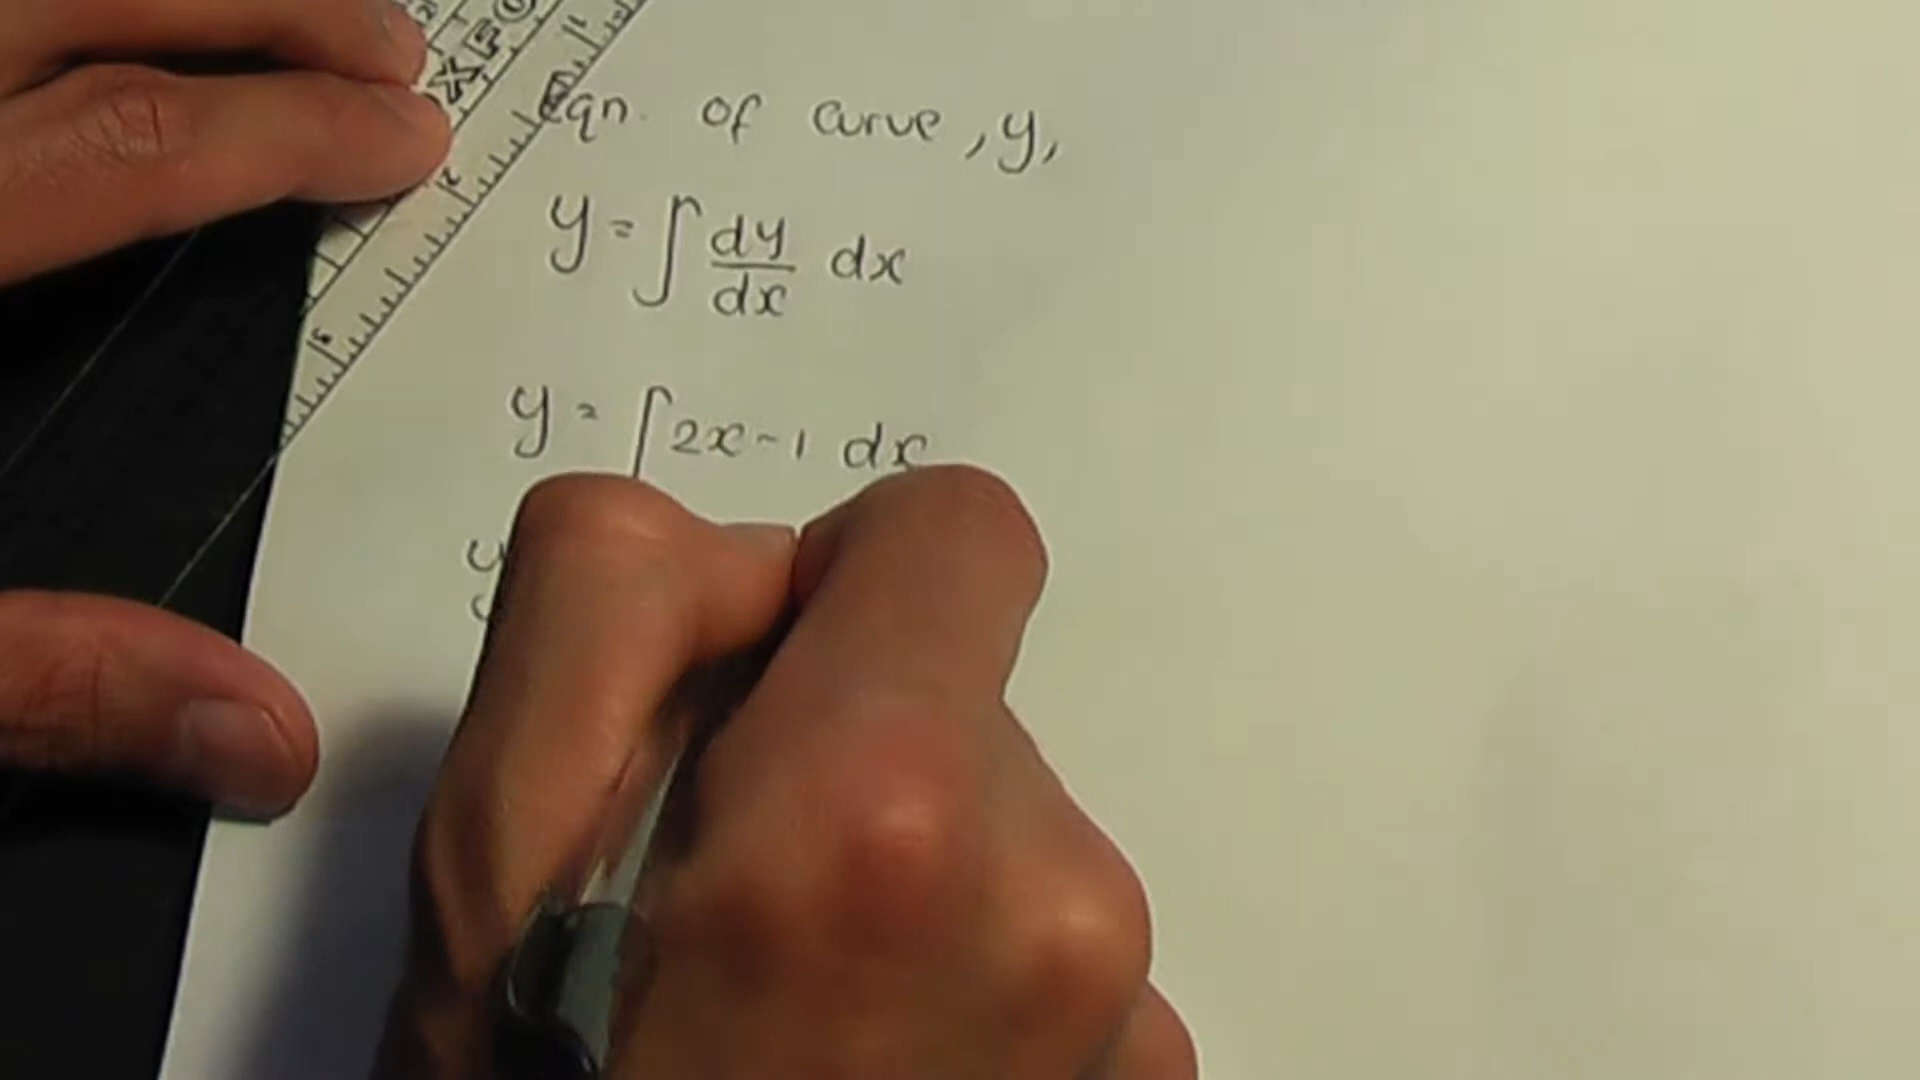 Eqn. of curve, y,
y = ∫ dy/dx dx
y = ∫ 2x - 1 dx
y